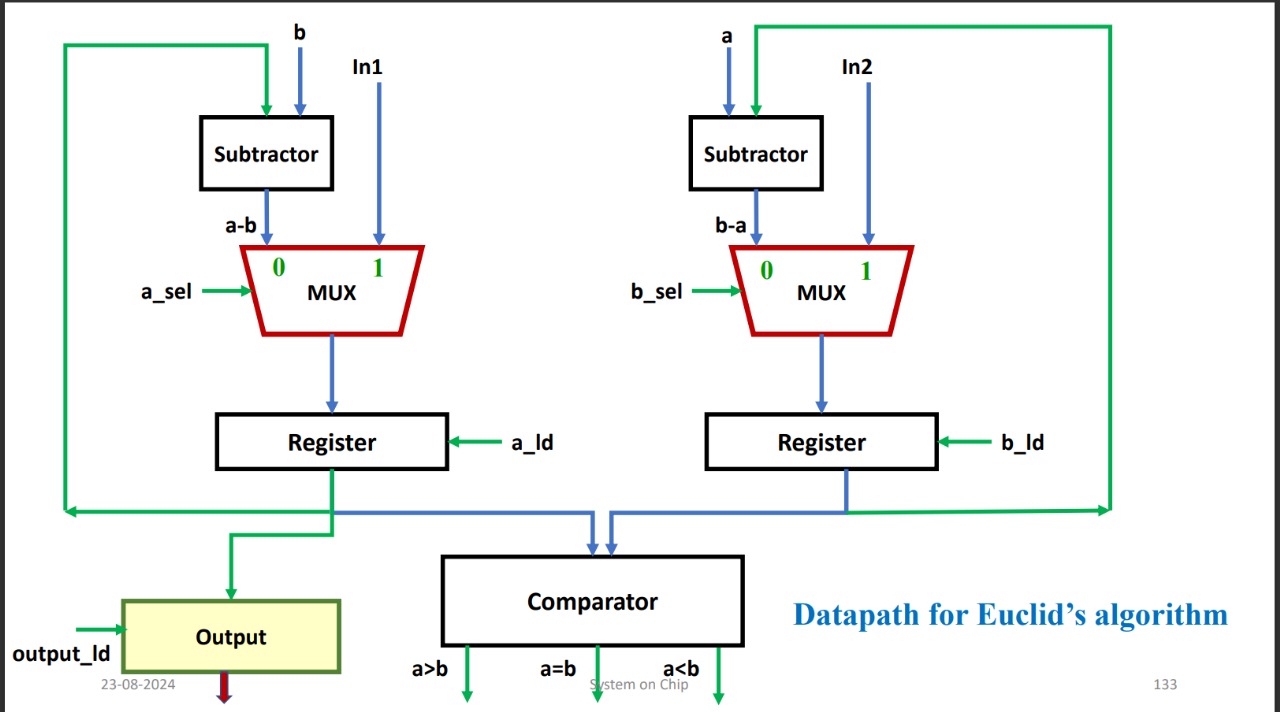 b
a
In1
In2
Subtractor
Subtractor
a-b
b-a
0
1
0
1
a_sel
MUX
b_sel
MUX
Register
a_ld
Register
b_ld
Comparator
Datapath for Euclid’s algorithm
Output
output_ld
a>b
a=b
a<b
23-08-2024
System on Chip
133